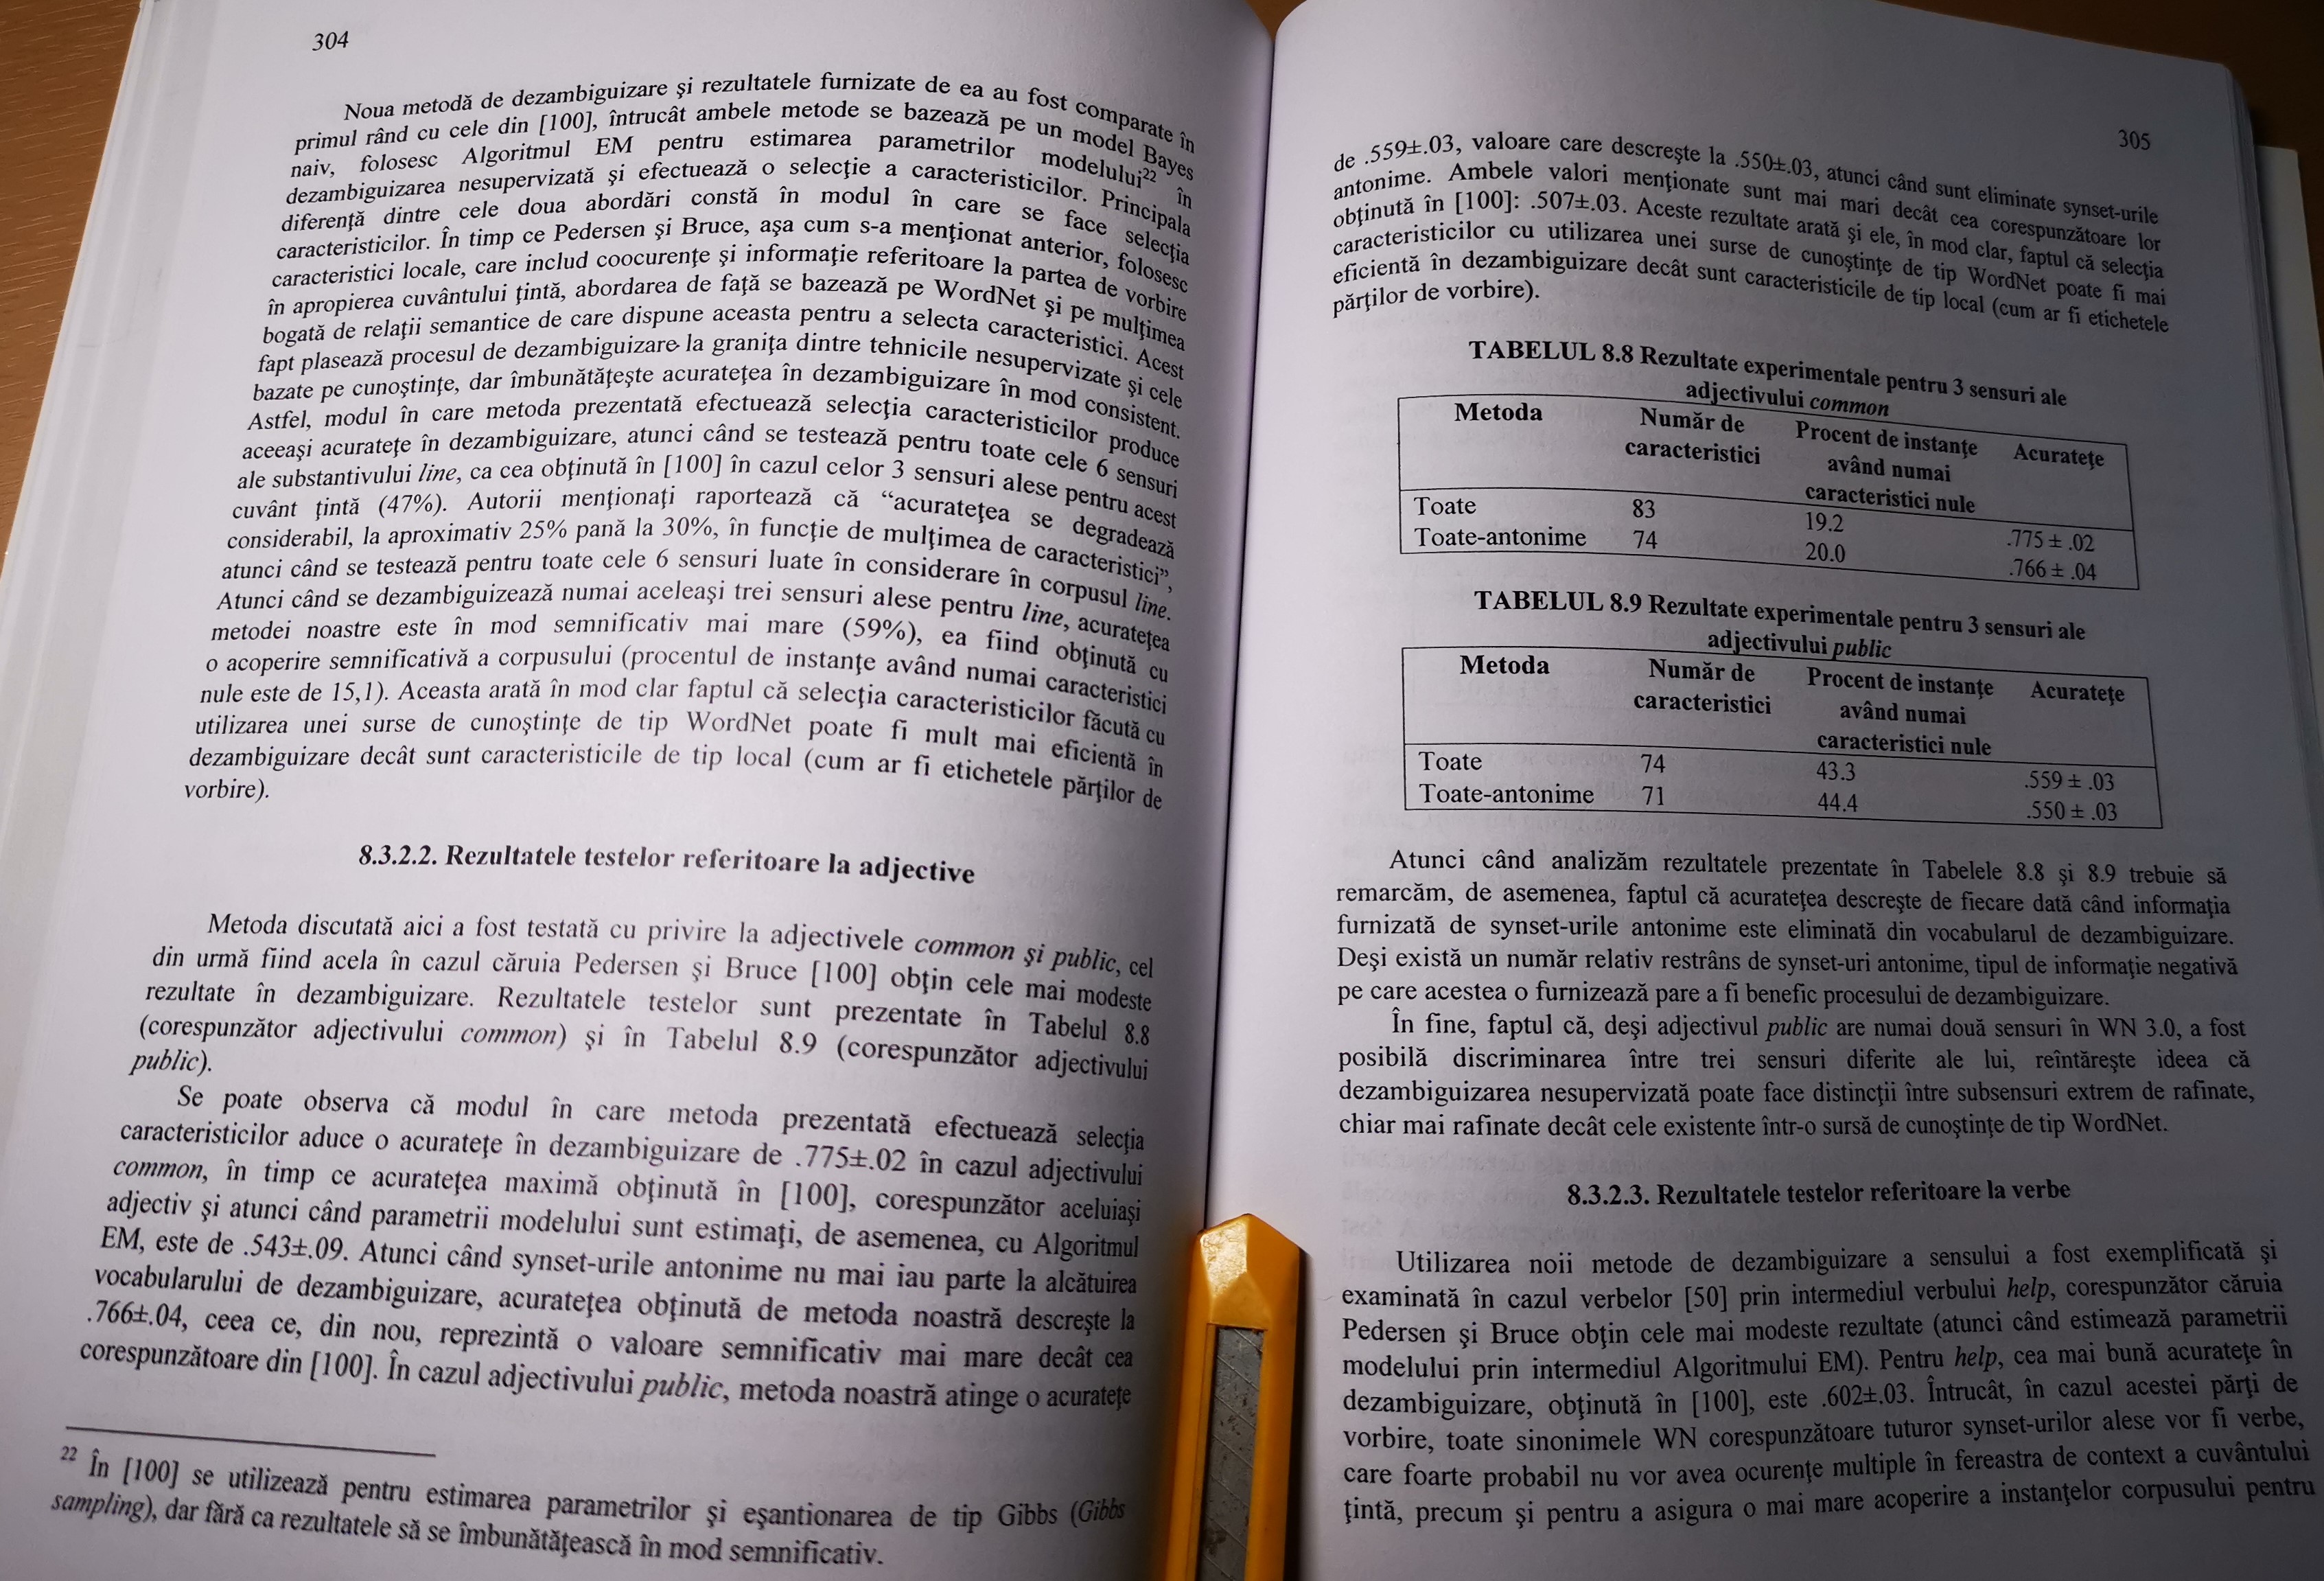 304
Noua metodă de dezambiguizare şi rezultatele furnizate de ea au fost comparate în
primul rând cu cele din [100], întrucât ambele metode se bazează pe un model Bayes
naiv, folosesc Algoritmul EM pentru estimarea parametrilor modelului22 în
dezambiguizarea nesupervizată şi efectuează o selecţie a caracteristicilor. Principala
diferenţă dintre cele doua abordări constă în modul în care se face selecţia
caracteristicilor. În timp ce Pedersen şi Bruce, aşa cum s-a menţionat anterior, folosesc
caracteristici locale, care includ coocurenţe şi informaţie referitoare la partea de vorbire
în apropierea cuvântului ţintă, abordarea de faţă se bazează pe WordNet şi pe mulţimea
bogată de relaţii semantice de care dispune aceasta pentru a selecta caracteristici. Acest
fapt plasează procesul de dezambiguizare la graniţa dintre tehnicile nesupervizate şi cele
bazate pe cunoştinţe, dar îmbunătăţeşte acurateţea în dezambiguizare în mod consistent.
Astfel, modul în care metoda prezentată efectuează selecţia caracteristicilor produce
aceeaşi acurateţe în dezambiguizare, atunci când se testează pentru toate cele 6 sensuri
ale substantivului line, ca cea obţinută în [100] în cazul celor 3 sensuri alese pentru acest
cuvânt ţintă (47%). Autorii menţionaţi raportează că “acurateţea se degradează
considerabil, la aproximativ 25% pană la 30%, în funcţie de mulţimea de caracteristici”,
atunci când se testează pentru toate cele 6 sensuri luate în considerare în corpusul line.
Atunci când se dezambiguizează numai aceleaşi trei sensuri alese pentru line, acurateţea
metodei noastre este în mod semnificativ mai mare (59%), ea fiind obţinută cu
o acoperire semnificativă a corpusului (procentul de instanţe având numai caracteristici
nule este de 15,1). Aceasta arată în mod clar faptul că selecţia caracteristicilor făcută cu
utilizarea unei surse de cunoştinţe de tip WordNet poate fi mult mai eficientă în
dezambiguizare decât sunt caracteristicile de tip local (cum ar fi etichetele părţilor de
vorbire).
8.3.2.2. Rezultatele testelor referitoare la adjective
Metoda discutată aici a fost testată cu privire la adjectivele common şi public, cel
din urmă fiind acela în cazul căruia Pedersen şi Bruce [100] obţin cele mai modeste
rezultate în dezambiguizare. Rezultatele testelor sunt prezentate în Tabelul 8.8
(corespunzător adjectivului common) şi în Tabelul 8.9 (corespunzător adjectivului
public).
Se poate observa că modul în care metoda prezentată efectuează selecţia
caracteristicilor aduce o acurateţe în dezambiguizare de .775±.02 în cazul adjectivului
common, în timp ce acurateţea maximă obţinută în [100], corespunzător aceluiaşi
adjectiv şi atunci când parametrii modelului sunt estimaţi, de asemenea, cu Algoritmul
EM, este de .543±.09. Atunci când synset-urile antonime nu mai iau parte la alcătuirea
vocabularului de dezambiguizare, acurateţea obţinută de metoda noastră descreşte la
.766±.04, ceea ce, din nou, reprezintă o valoare semnificativ mai mare decât cea
corespunzătoare din [100]. În cazul adjectivului public, metoda noastră atinge o acurateţe
22 În [100] se utilizează pentru estimarea parametrilor şi eşantionarea de tip Gibbs (Gibbs
sampling), dar fără ca rezultatele să se îmbunătăţească în mod semnificativ.
305
de .559±.03, valoare care descreşte la .550±.03, atunci când sunt eliminate synset-urile
antonime. Ambele valori menţionate sunt mai mari decât cea corespunzătoare lor
obţinută în [100]: .507±.03. Aceste rezultate arată şi ele, în mod clar, faptul că selecţia
caracteristicilor cu utilizarea unei surse de cunoştinţe de tip WordNet poate fi mai
eficientă în dezambiguizare decât sunt caracteristicile de tip local (cum ar fi etichetele
părţilor de vorbire).
TABELUL 8.8 Rezultate experimentale pentru 3 sensuri ale
adjectivului common
Metoda Număr de Procent de instanţe Acurateţe
caracteristici având numai
caracteristici nule
Toate 83 19.2 .775 ± .02
Toate-antonime 74 20.0 .766 ± .04
TABELUL 8.9 Rezultate experimentale pentru 3 sensuri ale
adjectivului public
Metoda Număr de Procent de instanţe Acurateţe
caracteristici având numai
caracteristici nule
Toate 74 43.3 .559 ± .03
Toate-antonime 71 44.4 .550 ± .03
Atunci când analizăm rezultatele prezentate în Tabelele 8.8 şi 8.9 trebuie să
remarcăm, de asemenea, faptul că acurateţea descreşte de fiecare dată când informaţia
furnizată de synset-urile antonime este eliminată din vocabularul de dezambiguizare.
Deşi există un număr relativ restrâns de synset-uri antonime, tipul de informaţie negativă
pe care acestea o furnizează pare a fi benefic procesului de dezambiguizare.
În fine, faptul că, deşi adjectivul public are numai două sensuri în WN 3.0, a fost
posibilă discriminarea între trei sensuri diferite ale lui, reîntăreşte ideea că
dezambiguizarea nesupervizată poate face distincţii între subsensuri extrem de rafinate,
chiar mai rafinate decât cele existente într-o sursă de cunoştinţe de tip WordNet.
8.3.2.3. Rezultatele testelor referitoare la verbe
Utilizarea noii metode de dezambiguizare a sensului a fost exemplificată şi
examinată în cazul verbelor [50] prin intermediul verbului help, corespunzător căruia
Pedersen şi Bruce obţin cele mai modeste rezultate (atunci când estimează parametrii
modelului prin intermediul Algoritmului EM). Pentru help, cea mai bună acurateţe în
dezambiguizare, obţinută în [100], este .602±.03. Întrucât, în cazul acestei părţi de
vorbire, toate sinonimele WN corespunzătoare tuturor synset-urilor alese vor fi verbe,
care foarte probabil nu vor avea ocurenţe multiple în fereastra de context a cuvântului
ţintă, precum şi pentru a asigura o mai mare acoperire a instanţelor corpusului pentru